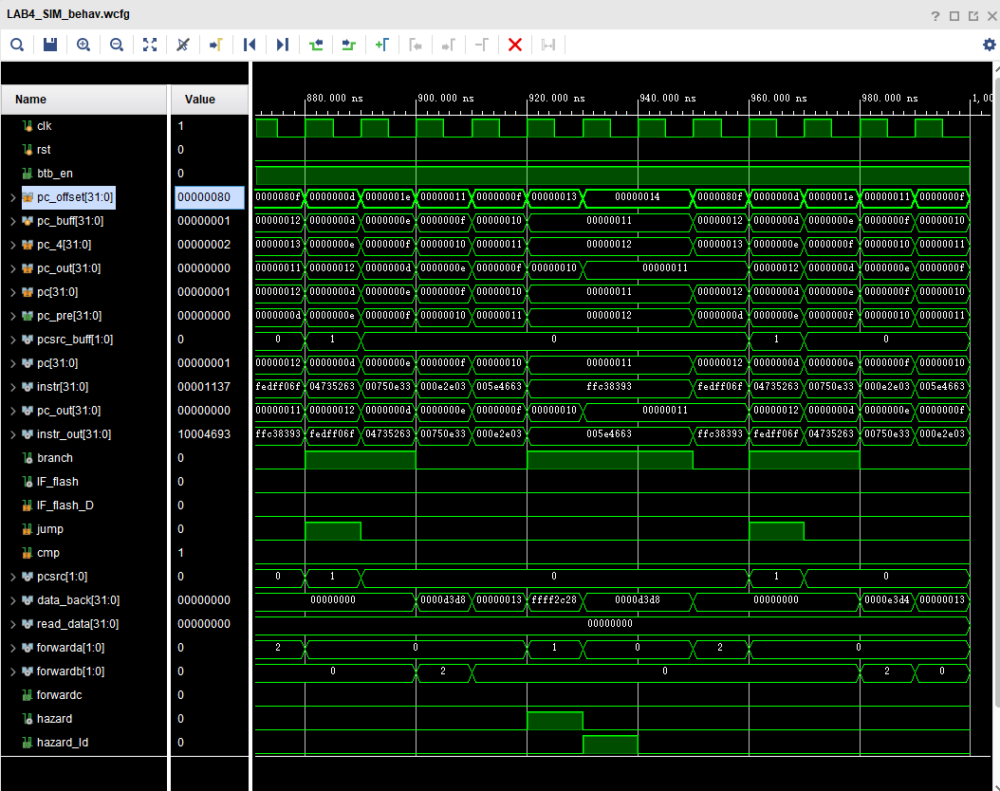 LAB4_SIM_behav.wcfg
Name Value 880.000 ns 900.000 ns 920.000 ns 940.000 ns 960.000 ns 980.000 ns 1,00
clk 1
rst 0
btb_en 0
pc_offset[31:0] 00000080 0000080f 0000000d 0000001e 00000011 0000000f 00000013 00000014 0000080f 0000000d 0000001e 00000011 0000000f
pc_buff[31:0] 00000001 00000012 0000000d 0000000e 0000000f 00000010 00000011 00000012 0000000d 0000000e 0000000f 00000010
pc_4[31:0] 00000002 00000013 0000000e 0000000f 00000010 00000011 00000012 00000013 0000000e 0000000f 00000010 00000011
pc_out[31:0] 00000000 00000011 00000012 0000000d 0000000e 0000000f 00000010 00000011 00000012 0000000d 0000000e 0000000f
pc[31:0] 00000001 00000012 0000000d 0000000e 0000000f 00000010 00000011 00000012 0000000d 0000000e 0000000f 00000010
pc_pre[31:0] 00000000 0000000d 0000000e 0000000f 00000010 00000011 00000012 0000000d 0000000e 0000000f 00000010 00000011
pcsrc_buff[1:0] 0 0 1 0 1 0
pc[31:0] 00000001 00000012 0000000d 0000000e 0000000f 00000010 00000011 00000012 0000000d 0000000e 0000000f 00000010
instr[31:0] 00001137 fedff06f 04735263 00750e33 000e2e03 005e4663 ffc38393 fedff06f 04735263 00750e33 000e2e03 005e4663
pc_out[31:0] 00000000 00000011 00000012 0000000d 0000000e 0000000f 00000010 00000011 00000012 0000000d 0000000e 0000000f
instr_out[31:0] 10004693 ffc38393 fedff06f 04735263 00750e33 000e2e03 005e4663 ffc38393 fedff06f 04735263 00750e33 000e2e03
branch 0
IF_flash 0
IF_flash_D 0
jump 0
cmp 1
pcsrc[1:0] 0 0 1 0 1 0
data_back[31:0] 00000000 00000000 0000d3d8 00000013 ffff2c28 0000d3d8 00000000 0000e3d4 00000013
read_data[31:0] 00000000 00000000
forwarda[1:0] 0 2 0 1 0 2 0
forwardb[1:0] 0 0 2 0 2 0
forwardc 0
hazard 0
hazard_ld 0